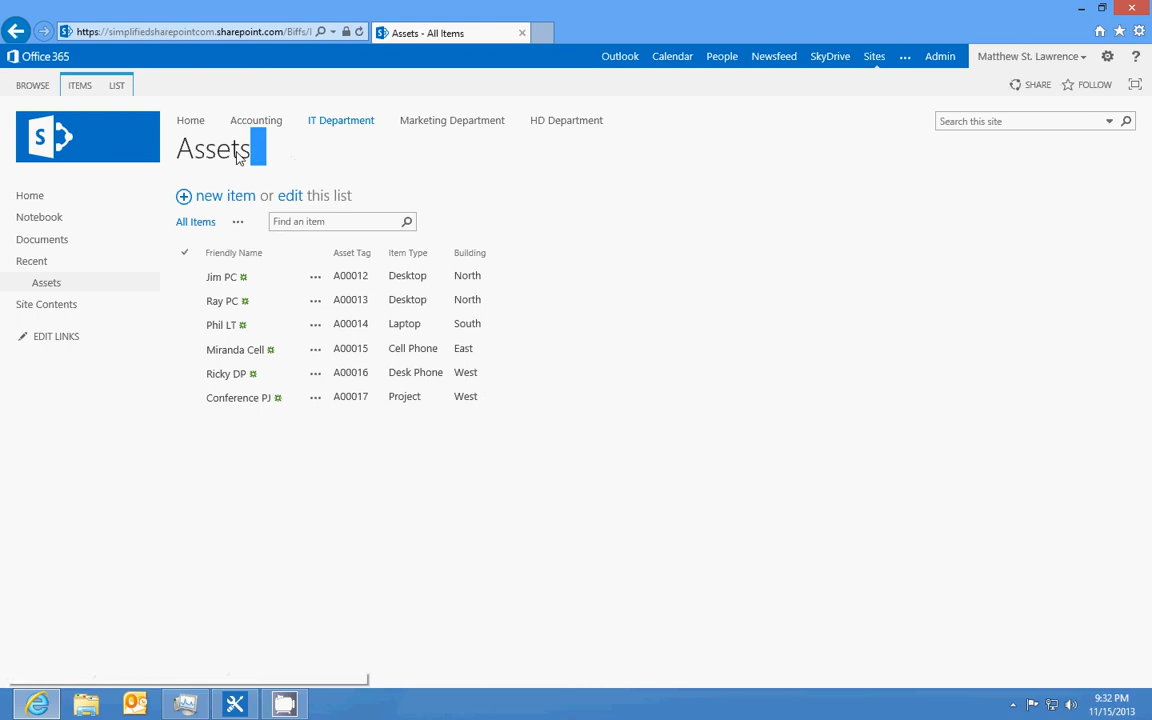 https://simplifiedsharepointcom.sharepoint.com/Biffs/l
Assets - All Items
Office 365
Outlook Calendar People Newsfeed SkyDrive Sites ... Admin Matthew St. Lawrence ?
BROWSE ITEMS LIST SHARE FOLLOW
S
Home Accounting IT Department Marketing Department HD Department
Search this site
Assets
Home
Notebook
Documents
Recent
Assets
Site Contents
EDIT LINKS
new item or edit this list
All Items ... Find an item
Friendly Name Asset Tag Item Type Building
Jim PC ... A00012 Desktop North
Ray PC ... A00013 Desktop North
Phil LT ... A00014 Laptop South
Miranda Cell ... A00015 Cell Phone East
Ricky DP ... A00016 Desk Phone West
Conference PJ ... A00017 Project West
9:32 PM
11/15/2013